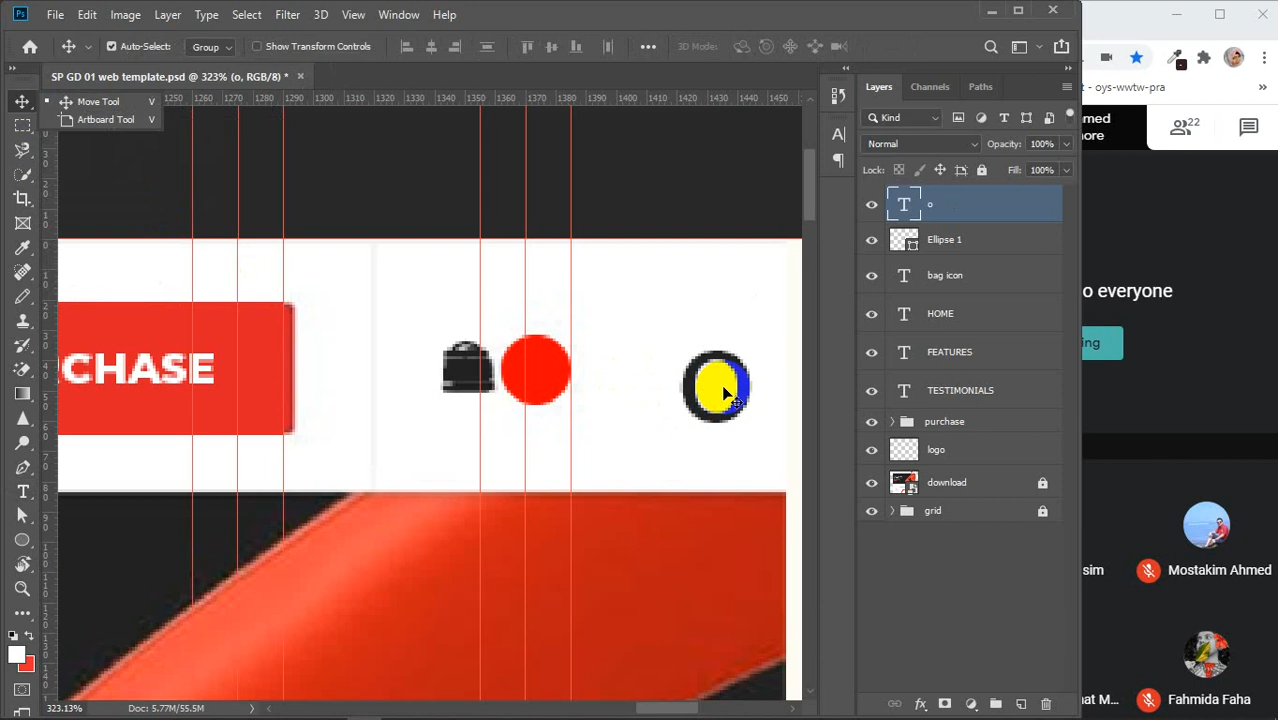 Ps File Edit Image Layer Type Select Filter 3D View Window Help
Auto-Select: Group Show Transform Controls 3D Mode:
SP GD 01 web template.psd @ 323% (o, RGB/8) *
Move Tool V
Artboard Tool V
1250 1260 1270 1280 1290 1300 1310 1320 1330 1340 1350 1360 1370 1380 1390 1400 1410 1420 1430 1440 1450
CHASE
Layers Channels Paths
Kind
Normal Opacity: 100%
Lock: Fill: 100%
o
Ellipse 1
bag icon
HOME
FEATURES
TESTIMONIALS
purchase
logo
download
grid
323.13% Doc: 5.77M/55.5M
t - oys-wwtw-pra
more
22
o everyone
ing
sim
Mostakim Ahmed
at M...
Fahmida Faha